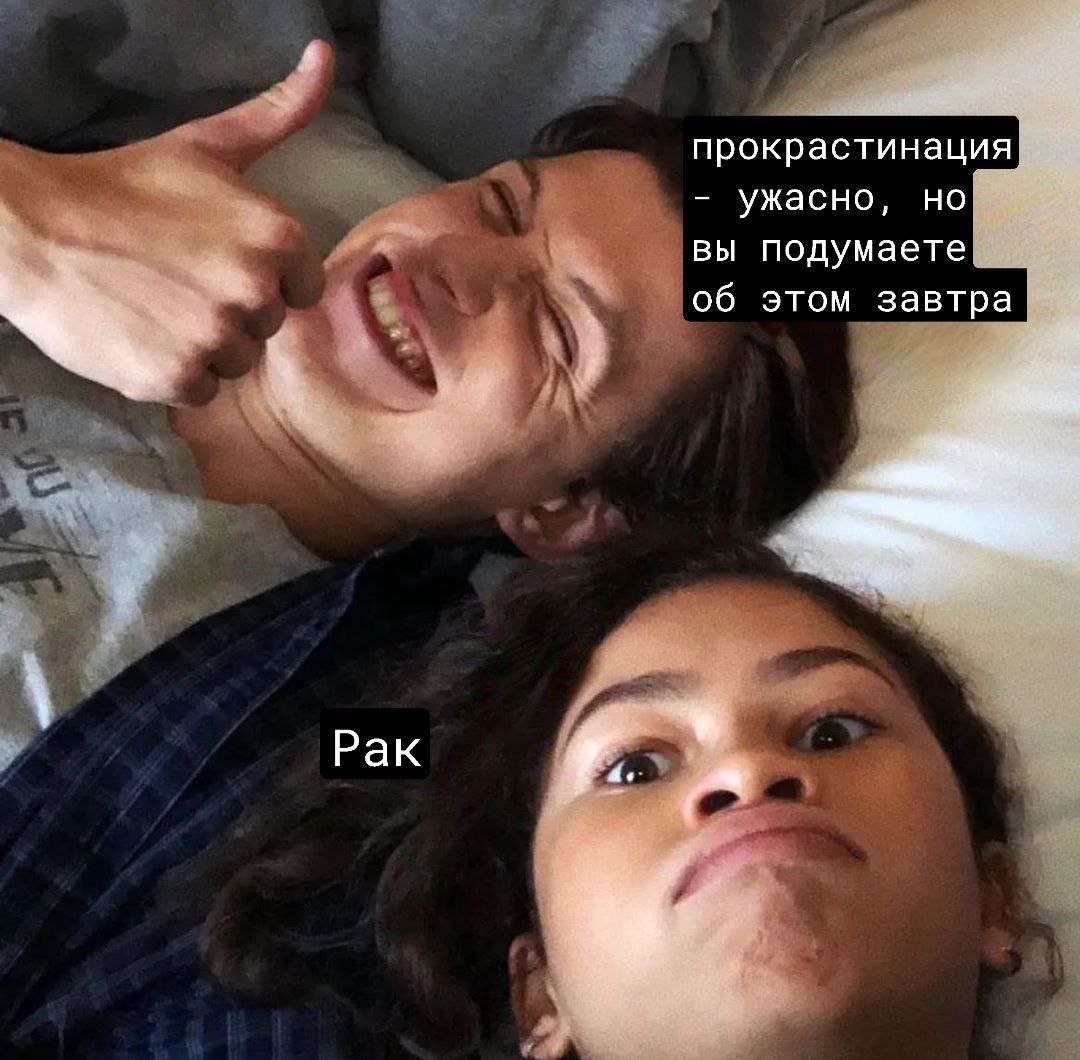 прокрастинация
- ужасно, но
вы подумаете
об этом завтра
Рак